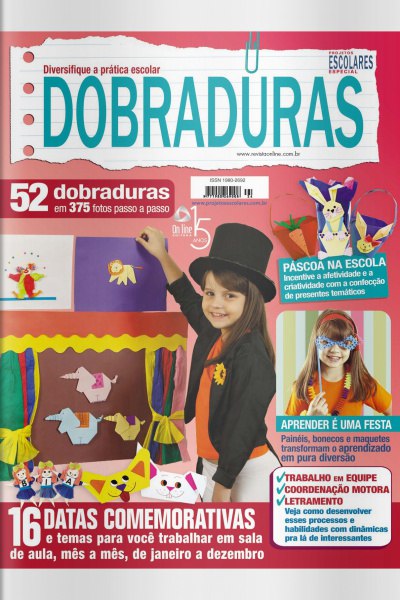 PROJETOS
ESCOLARES
ESPECIAL
Diversifique a prática escolar
DOBRADURAS
www.revistaonline.com.br
52 dobraduras
em 375 fotos passo a passo
ISSN 1980-2692
www.projetosescolares.com.br
On line
EDITORA
15
ANOS
PÁSCOA NA ESCOLA
Incentive a afetividade e a
criatividade com a confecção
de presentes temáticos
APRENDER É UMA FESTA
Painéis, bonecos e maquetes
transformam o aprendizado
em pura diversão
TRABALHO EM EQUIPE
COORDENAÇÃO MOTORA
LETRAMENTO
Veja como desenvolver
esses processos e
habilidades com dinâmicas
pra lá de interessantes
B I A
16 DATAS COMEMORATIVAS
e temas para você trabalhar em sala
de aula, mês a mês, de janeiro a dezembro